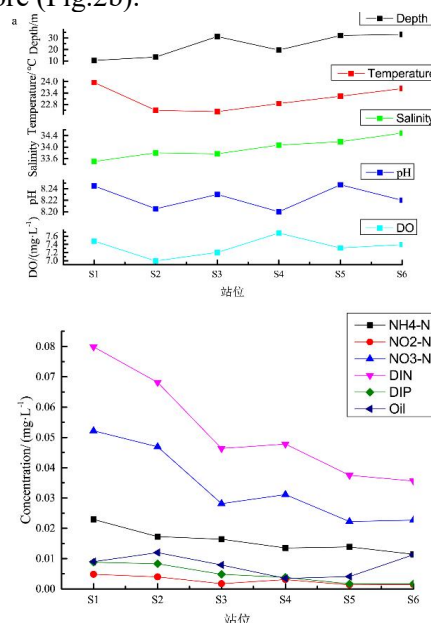 re (Fig.2b).
a
Depth/m
30
20
10
Depth
Temperature/°C
24.0
23.4
22.8
Temperature
Salinity
34.4
34.0
33.6
Salinity
pH
8.24
8.22
8.20
pH
DO/(mg·L⁻¹)
7.6
7.4
7.2
7.0
DO
S1 S2 S3 S4 S5 S6
站位
Concentration/(mg·L⁻¹)
0.08
0.07
0.06
0.05
0.04
0.03
0.02
0.01
0.00
NH4-N
NO2-N
NO3-N
DIN
DIP
Oil
S1 S2 S3 S4 S5 S6
站位